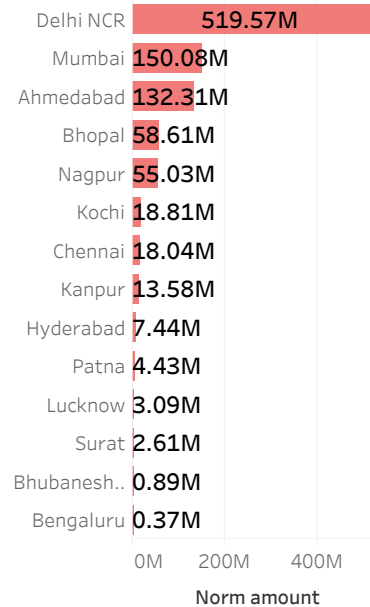 Delhi NCR 519.57M
Mumbai 150.08M
Ahmedabad 132.31M
Bhopal 58.61M
Nagpur 55.03M
Kochi 18.81M
Chennai 18.04M
Kanpur 13.58M
Hyderabad 7.44M
Patna 4.43M
Lucknow 3.09M
Surat 2.61M
Bhubanesh.. 0.89M
Bengaluru 0.37M
0M 200M 400M
Norm amount